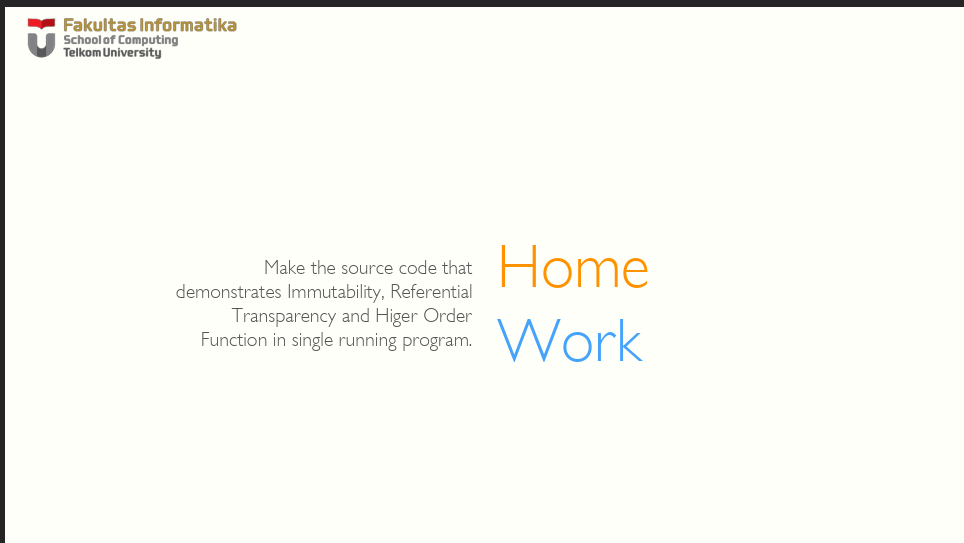 Fakultas Informatika
School of Computing
Telkom University
Make the source code that
demonstrates Immutability, Referential
Transparency and Higer Order
Function in single running program.
Home
Work